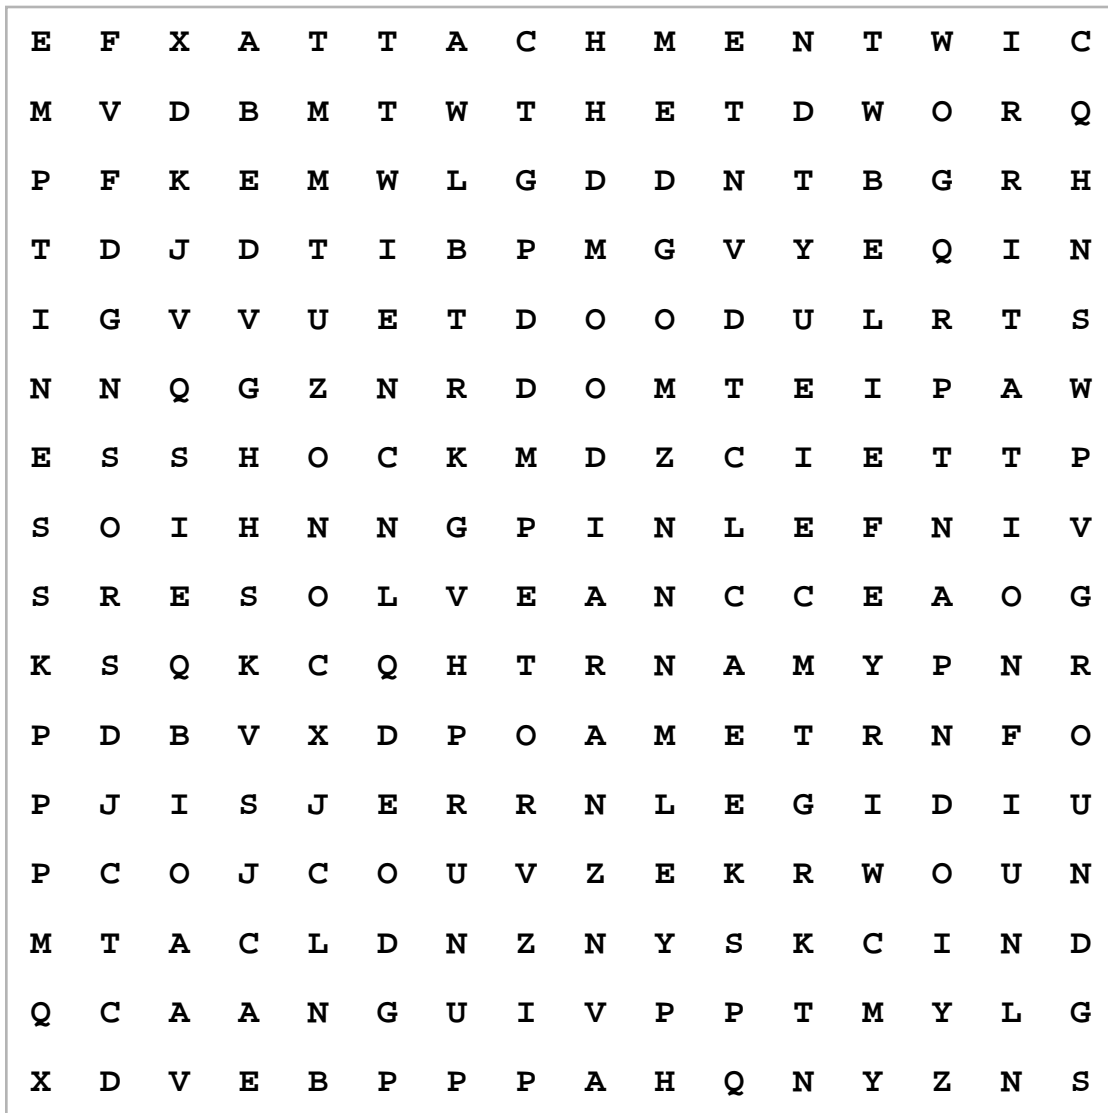 E F X A T T A C H M E N T W I C
M V D B M T W T H E T D W O R Q
P F K E M W L G D D N T B G R H
T D J D T I B P M G V Y E Q I N
I G V V U E T D O O D U L R T S
N N Q G Z N R D O M T E I P A W
E S S H O C K M D Z C I E T T P
S O I H N N G P I N L E F N I V
S R E S O L V E A N C C E A O G
K S Q K C Q H T R N A M Y P N R
P D B V X D P O A M E T R N F O
P J I S J E R R N L E G I D I U
P C O J C O U V Z E K R W O U N
M T A C L D N Z N Y S K C I N D
Q C A A N G U I V P P T M Y L G
X D V E B P P P A H Q N Y Z N S